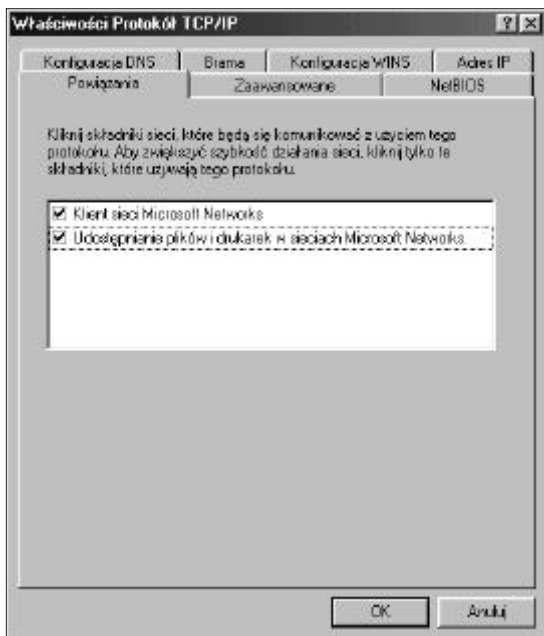 Właściwości Protokół TCP/IP
Konfiguracja DNS Brama Konfiguracja WINS Adres IP
Powiązania Zaawansowane NetBIOS
Kliknij składniki sieci, które będą się komunikować z użyciem tego
protokołu. Aby zwiększyć szybkość działania sieci, kliknij tylko te
składniki, które używają tego protokołu.
Klient sieci Microsoft Networks
Udostępnianie plików i drukarek w sieciach Microsoft Networks
OK Anuluj